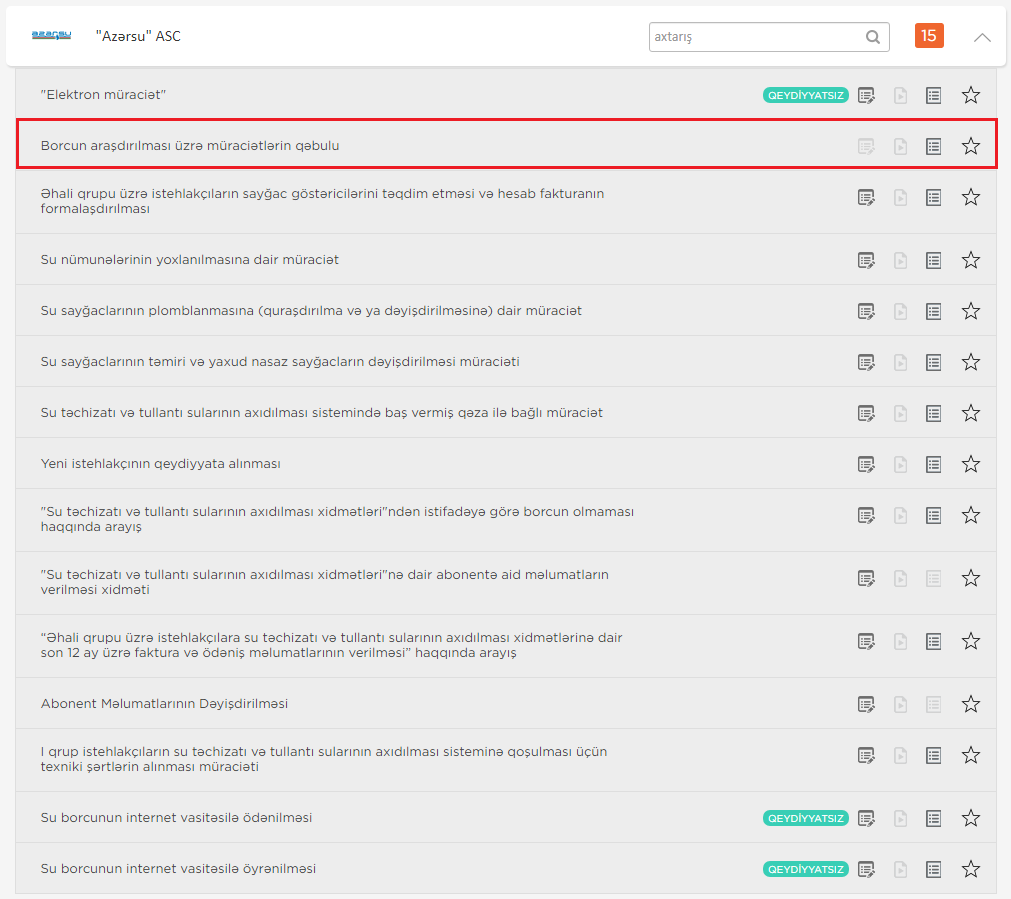 azərsu
"Azərsu" ASC
axtarış
15
"Elektron müraciət"
QEYDİYYATSIZ
Borcun araşdırılması üzrə müraciətlərin qəbulu
Əhali qrupu üzrə istehlakçıların sayğac göstəricilərini təqdim etməsi və hesab fakturanın
formalaşdırılması
Su nümunələrinin yoxlanılmasına dair müraciət
Su sayğaclarının plomblanmasına (quraşdırılma və ya dəyişdirilməsinə) dair müraciət
Su sayğaclarının təmiri və yaxud nasaz sayğacların dəyişdirilməsi müraciəti
Su təchizatı və tullantı sularının axıdılması sistemində baş vermiş qəza ilə bağlı müraciət
Yeni istehlakçının qeydiyyata alınması
"Su təchizatı və tullantı sularının axıdılması xidmətləri"ndən istifadəyə görə borcun olmaması
haqqında arayış
"Su təchizatı və tullantı sularının axıdılması xidmətləri"nə dair abonentə aid məlumatların
verilməsi xidməti
"Əhali qrupu üzrə istehlakçılara su təchizatı və tullantı sularının axıdılması xidmətlərinə dair
son 12 ay üzrə faktura və ödəniş məlumatlarının verilməsi" haqqında arayış
Abonent Məlumatlarının Dəyişdirilməsi
I qrup istehlakçıların su təchizatı və tullantı sularının axıdılması sisteminə qoşulması üçün
texniki şərtlərin alınması müraciəti
Su borcunun internet vasitəsilə ödənilməsi
QEYDİYYATSIZ
Su borcunun internet vasitəsilə öyrənilməsi
QEYDİYYATSIZ